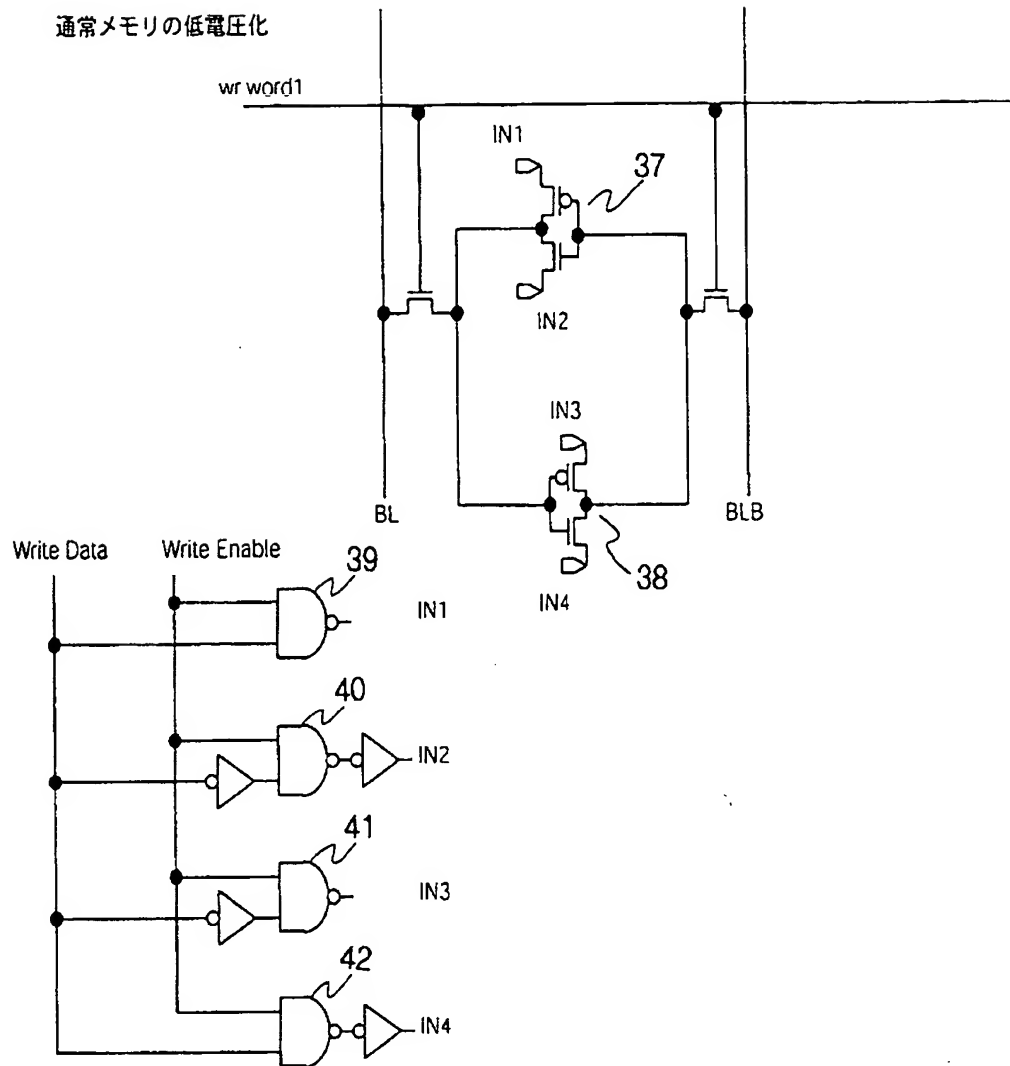 通常メモリの低電圧化
wr word1
IN1
37
IN2
IN3
BL
BLB
38
IN4
Write Data
Write Enable
39
IN1
40
IN2
41
IN3
42
IN4